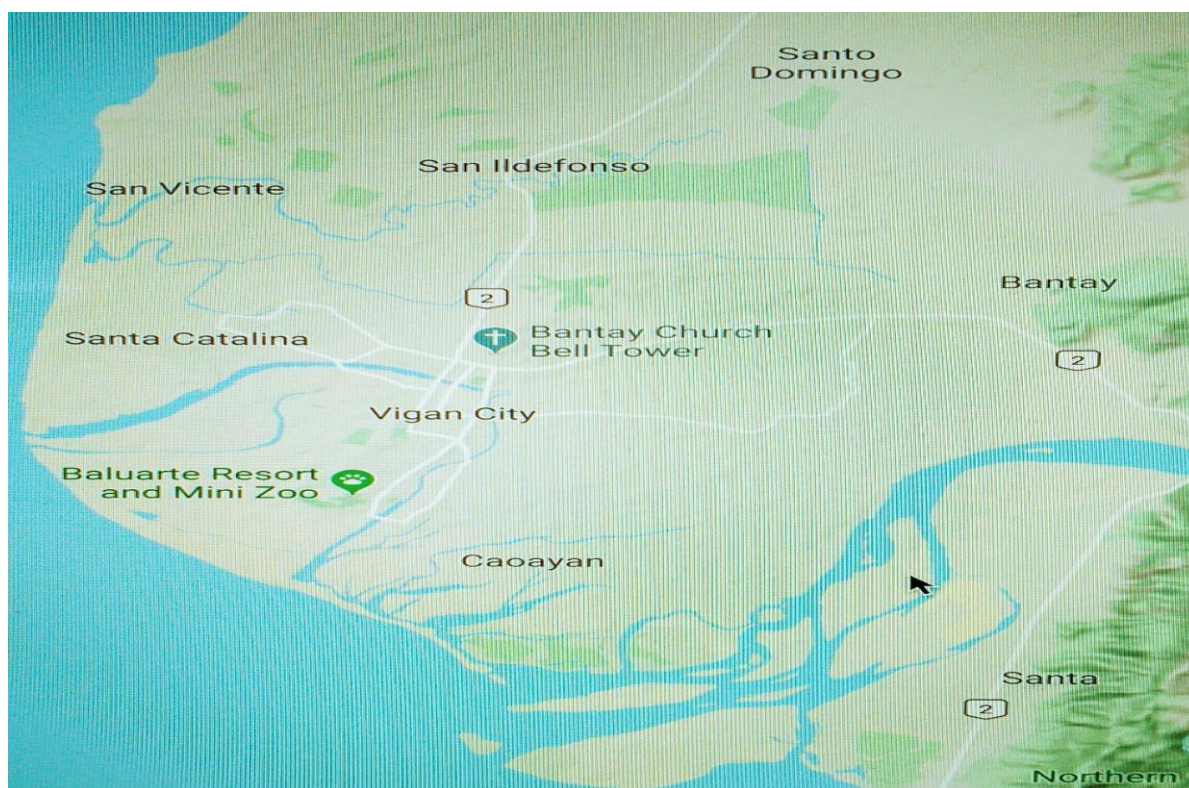 Santo
Domingo
San Ildefonso
San Vicente
Bantay
2
Santa Catalina
Bantay Church
Bell Tower
2
Vigan City
Baluarte Resort
and Mini Zoo
Caoayan
Santa
2
Northern